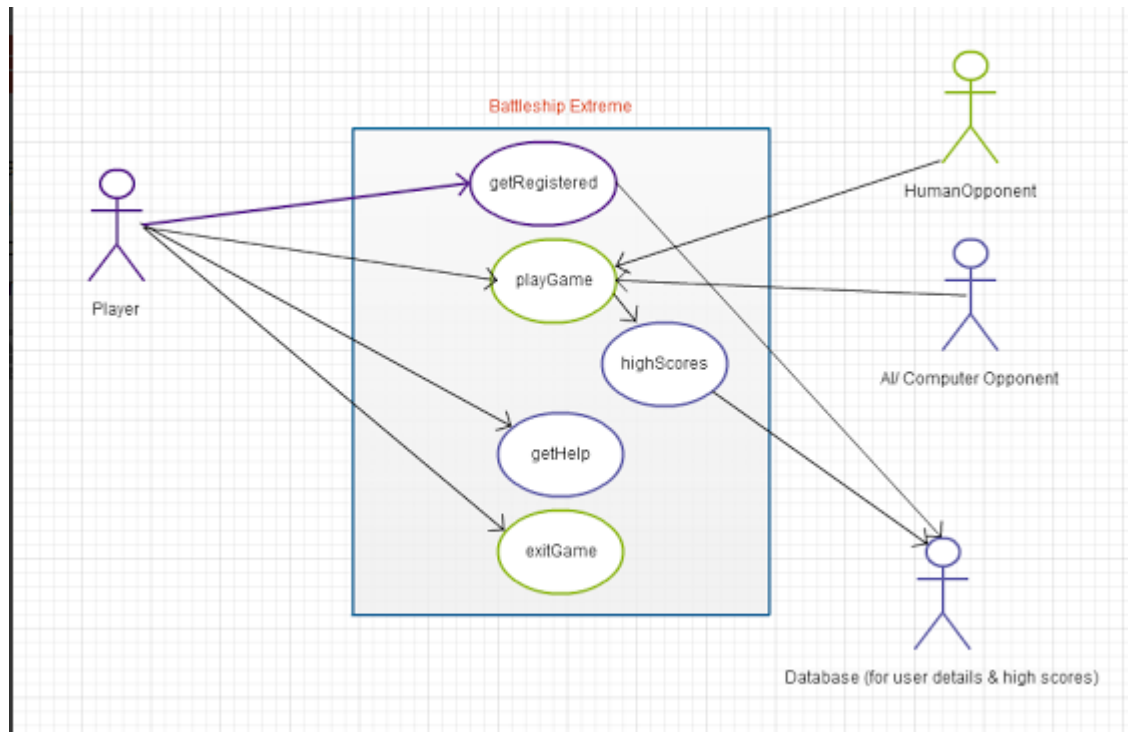 Battleship Extreme
getRegistered
HumanOpponent
playGame
Player
highScores
AI/ Computer Opponent
getHelp
exitGame
Database (for user details & high scores)